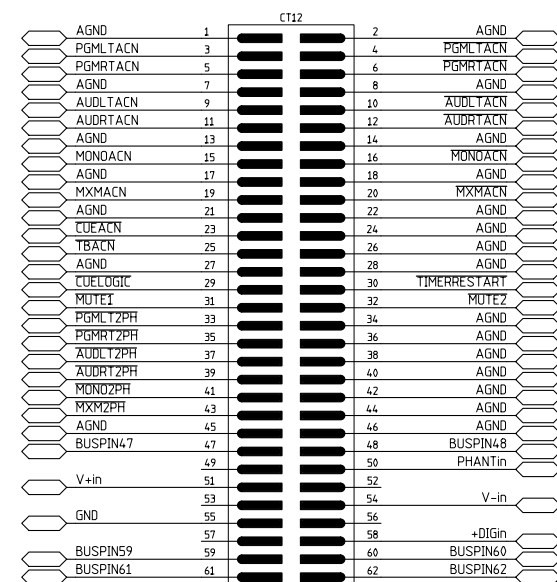 CT12
AGND 1 2 AGND
PGMLTACN 3 4 PGMLTACN
PGMRTACN 5 6 PGMRTACN
AGND 7 8 AGND
AUDLTACN 9 10 AUDLTACN
AUDRTACN 11 12 AUDRTACN
AGND 13 14 AGND
MONOACN 15 16 MONOACN
AGND 17 18 AGND
MXMACN 19 20 MXMACN
AGND 21 22 AGND
CUEACN 23 24 AGND
TBACN 25 26 AGND
AGND 27 28 AGND
CUELOGIC 29 30 TIMERRESTART
MUTE1 31 32 MUTE2
PGMLT2PH 33 34 AGND
PGMRT2PH 35 36 AGND
AUDLT2PH 37 38 AGND
AUDRT2PH 39 40 AGND
MONO2PH 41 42 AGND
MXM2PH 43 44 AGND
AGND 45 46 AGND
BUSPIN47 47 48 BUSPIN48
49 50 PHANTin
V+in 51 52
53 54 V-in
GND 55 56
57 58 +DIGin
BUSPIN59 59 60 BUSPIN60
BUSPIN61 61 62 BUSPIN62